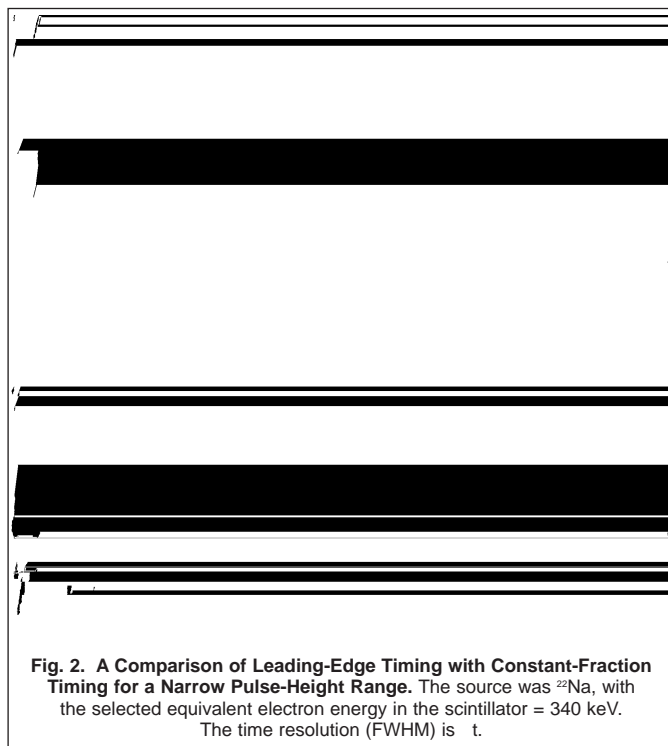 Fig. 2. A Comparison of Leading-Edge Timing with Constant-Fraction
Timing for a Narrow Pulse-Height Range. The source was ²²Na, with
the selected equivalent electron energy in the scintillator = 340 keV.
The time resolution (FWHM) is t.